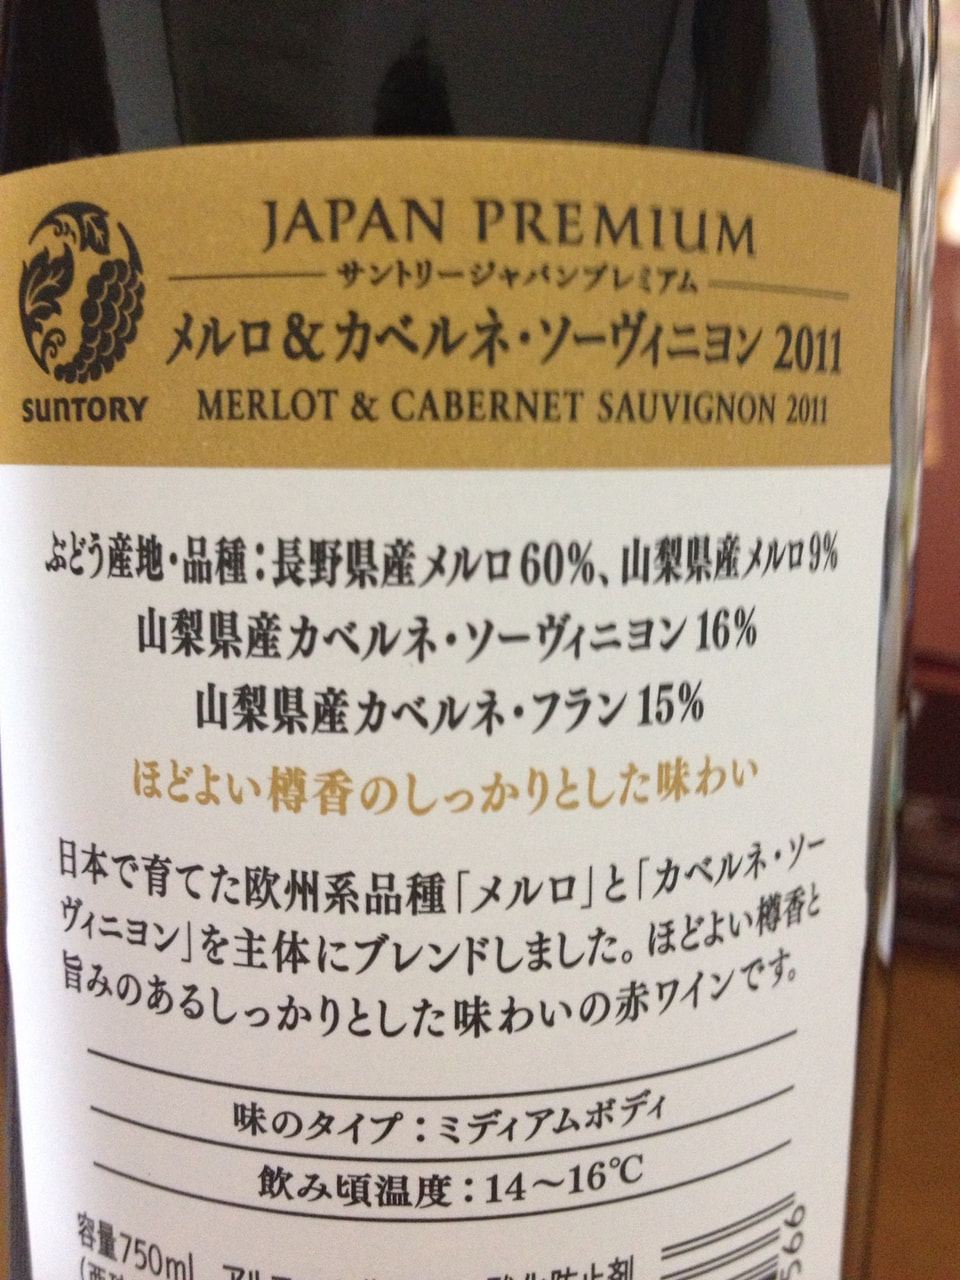 JAPAN PREMIUM
サントリージャパンプレミアム
メルロ&カベルネ・ソーヴィニヨン 2011
SUNTORY
MERLOT & CABERNET SAUVIGNON 2011
ぶどう産地・品種:長野県産メルロ60%、山梨県産メルロ9%
山梨県産カベルネ・ソーヴィニヨン16%
山梨県産カベルネ・フラン15%
ほどよい樽香のしっかりとした味わい
日本で育てた欧州系品種「メルロ」と「カベルネ・ソー
ヴィニヨン」を主体にブレンドしました。ほどよい樽香と
旨みのあるしっかりとした味わいの赤ワインです。
味のタイプ:ミディアムボディ
飲み頃温度:14〜16℃
容量750ml